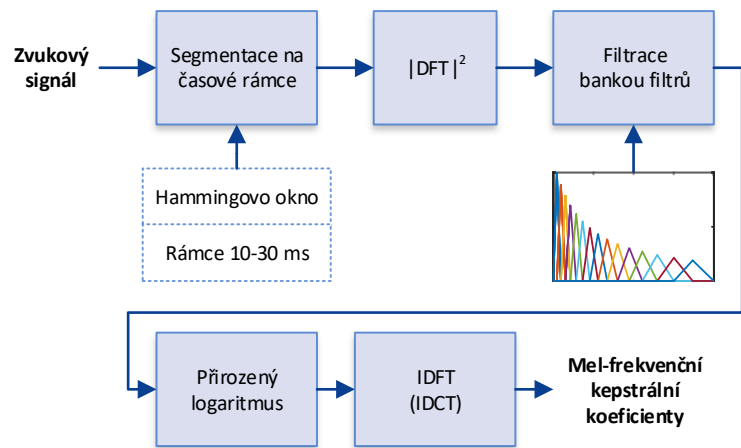 Zvukový
signál
Segmentace na
časové rámce
|DFT|²
Filtrace
bankou filtrů
Hammingovo okno
Rámce 10-30 ms
Přirozený
logaritmus
IDFT
(IDCT)
Mel-frekvenční
kepstrální
koeficienty